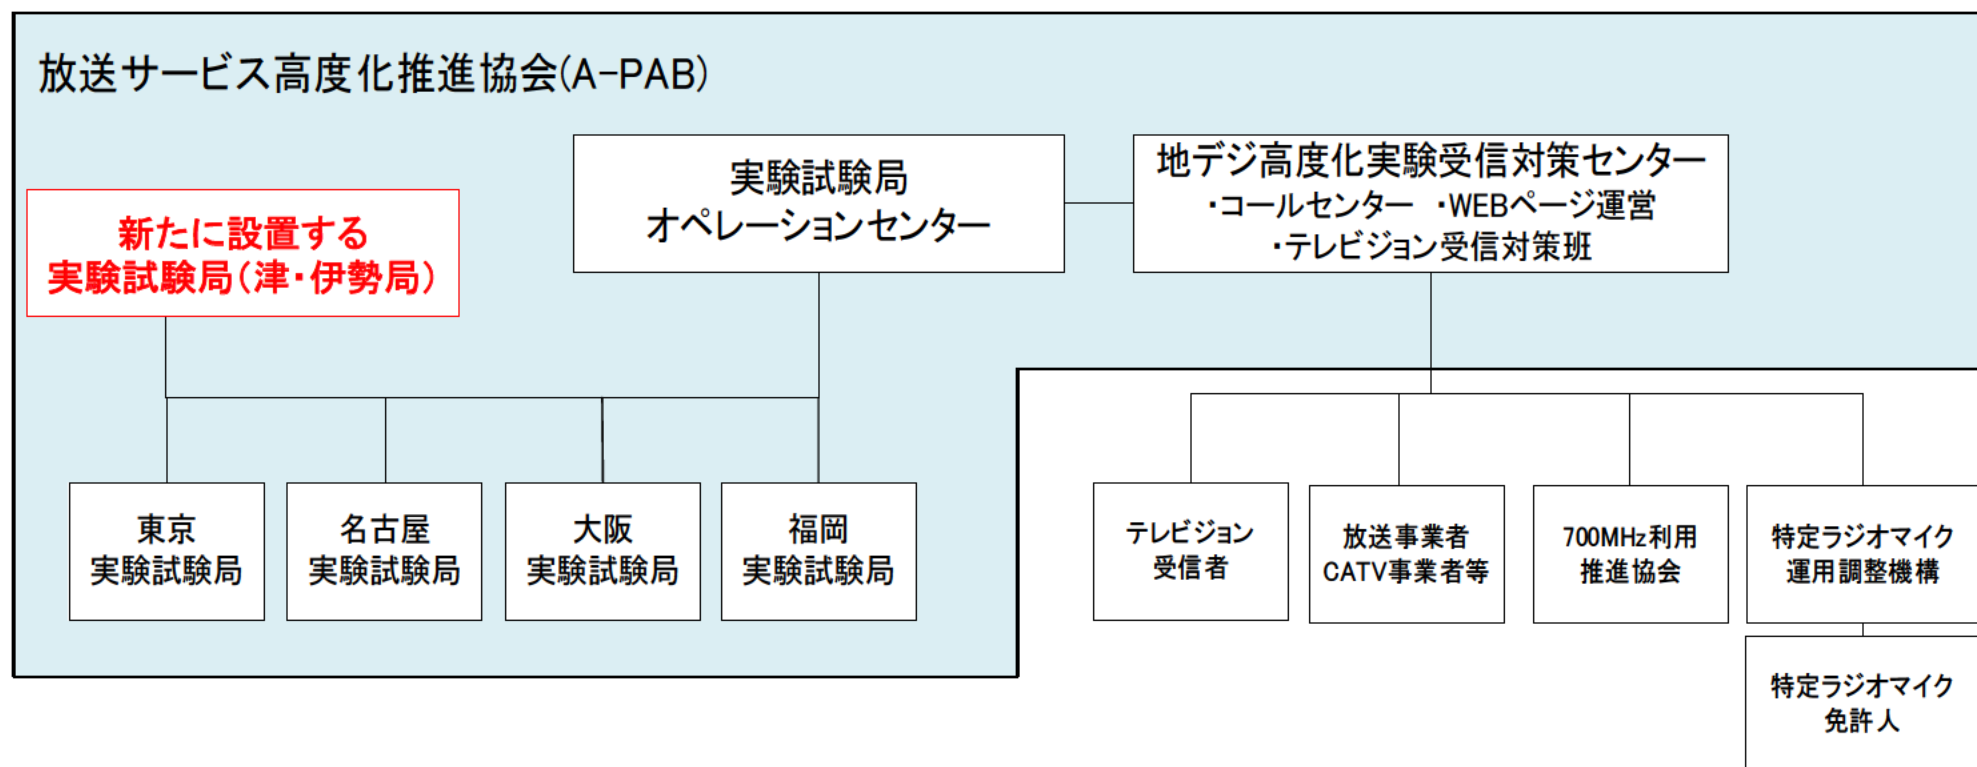 放送サービス高度化推進協会(A-PAB)
実験試験局
オペレーションセンター
地デジ高度化実験受信対策センター
・コールセンター ・WEBページ運営
・テレビジョン受信対策班
新たに設置する
実験試験局(津・伊勢局)
東京
実験試験局
名古屋
実験試験局
大阪
実験試験局
福岡
実験試験局
テレビジョン
受信者
放送事業者
CATV事業者等
700MHz利用
推進協会
特定ラジオマイク
運用調整機構
特定ラジオマイク
免許人